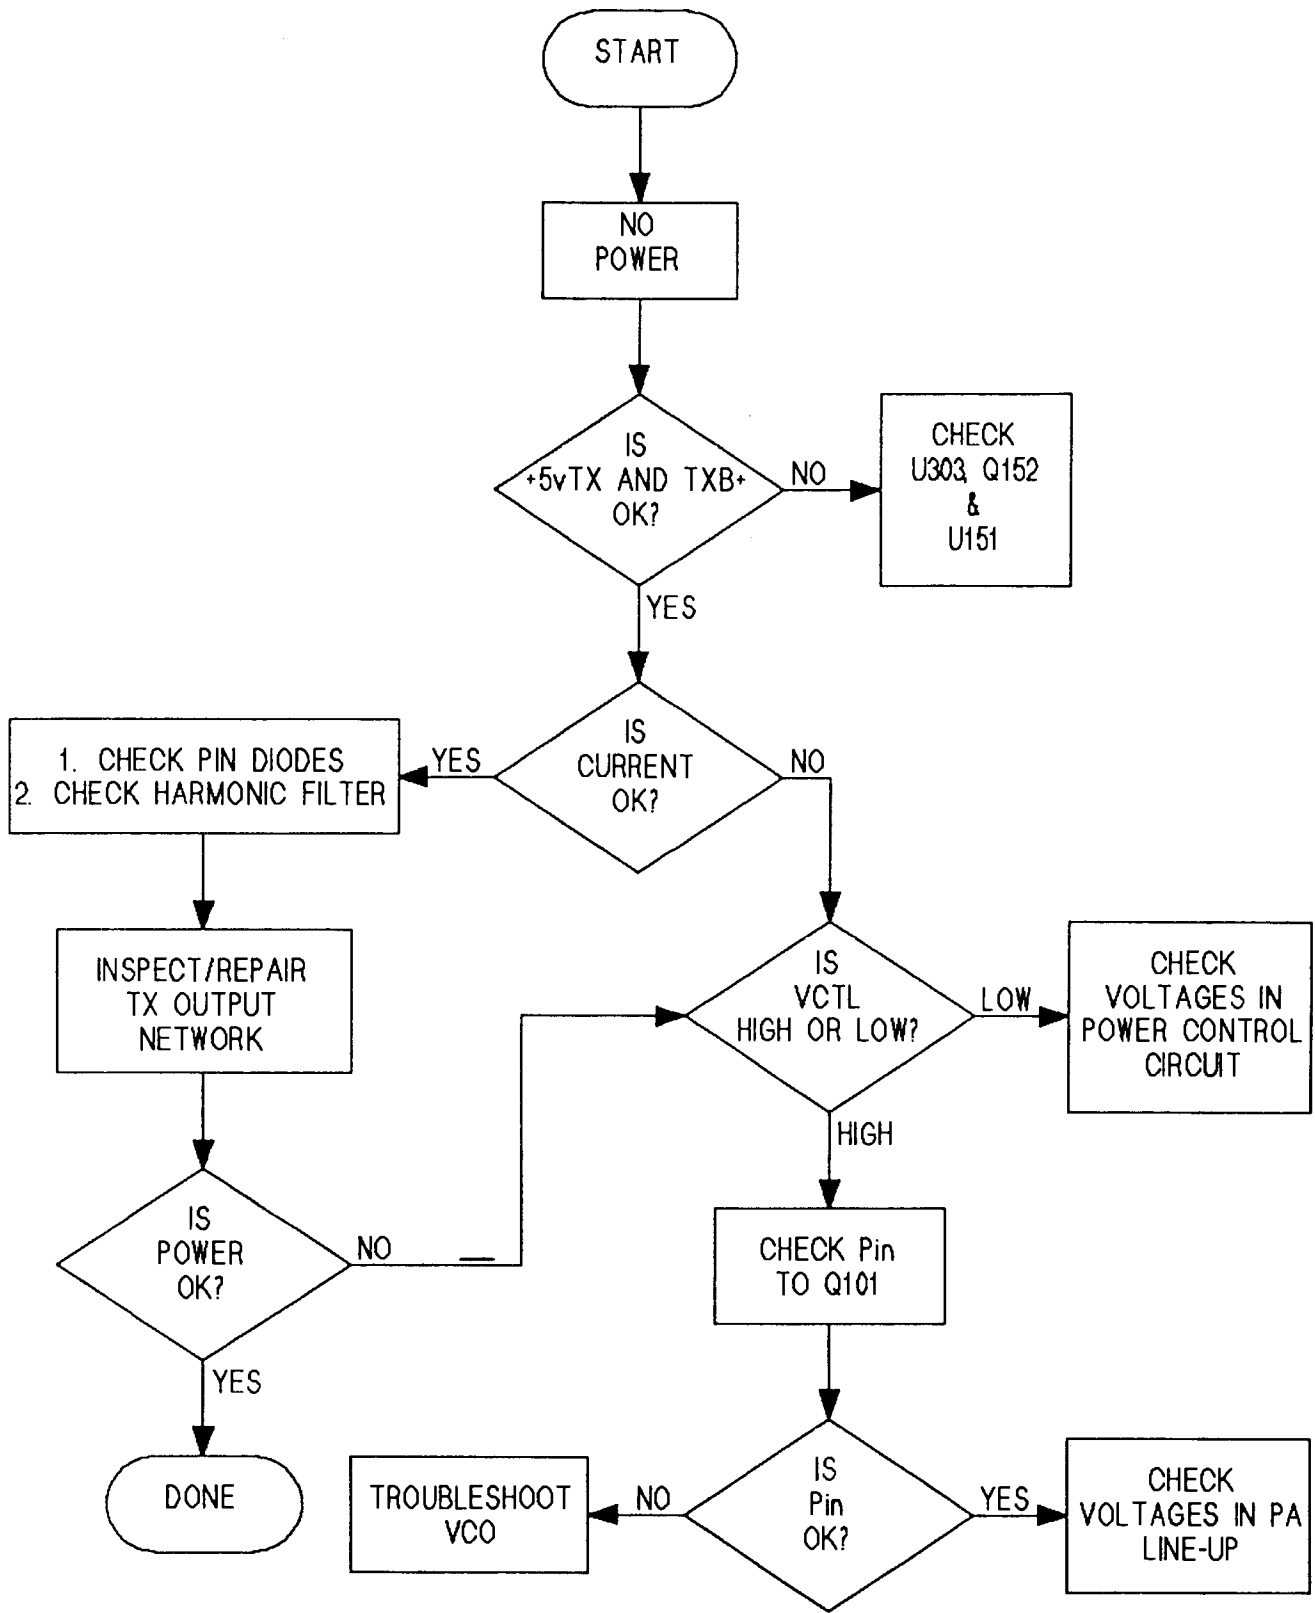 START
NO
POWER
IS
+5vTX AND TXB+
OK?
NO
CHECK
U303, Q152
&
U151
YES
IS
CURRENT
OK?
YES
1. CHECK PIN DIODES
2. CHECK HARMONIC FILTER
NO
INSPECT/REPAIR
TX OUTPUT
NETWORK
IS
VCTL
HIGH OR LOW?
LOW
CHECK
VOLTAGES IN
POWER CONTROL
CIRCUIT
HIGH
IS
POWER
OK?
NO
CHECK Pin
TO Q101
YES
DONE
IS
Pin
OK?
NO
TROUBLESHOOT
VCO
YES
CHECK
VOLTAGES IN PA
LINE-UP